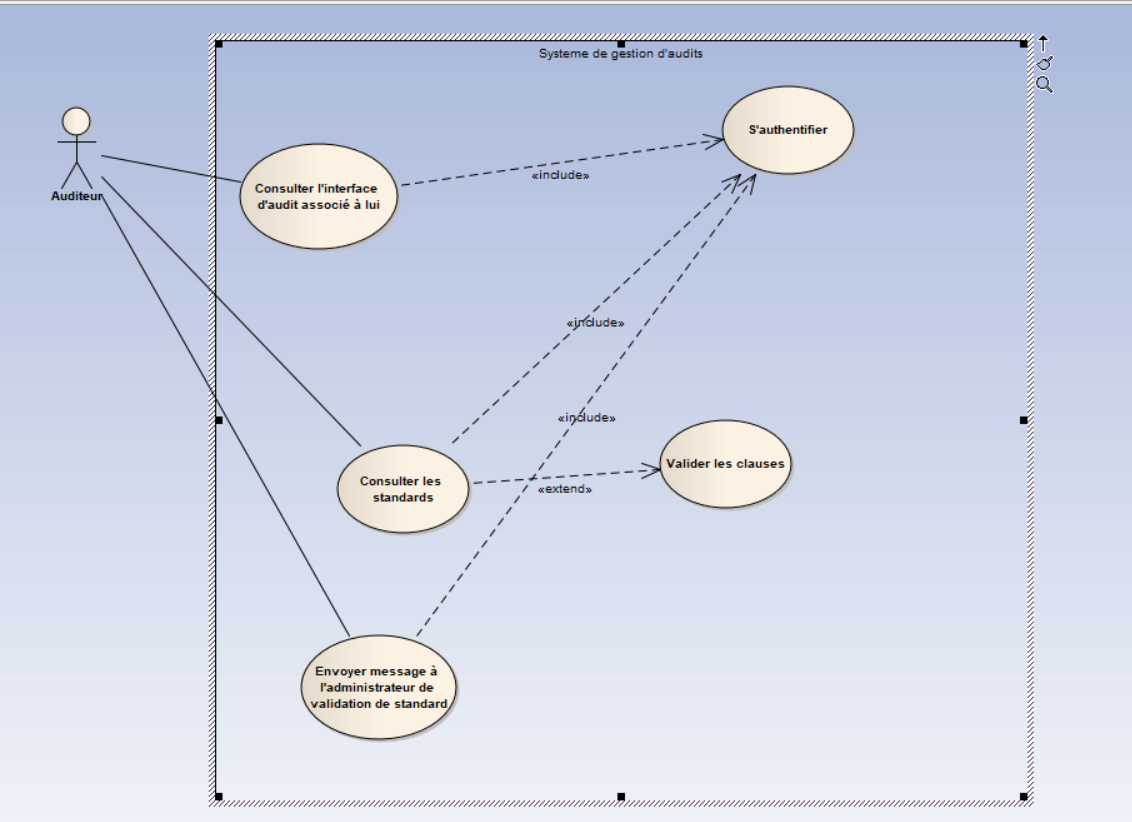 Systeme de gestion d'audits
S'authentifier
Consulter l'interface
d'audit associé à lui
«include»
Auditeur
«include»
«include»
Consulter les
standards
Valider les clauses
«extend»
Envoyer message à
l'administrateur de
validation de standard